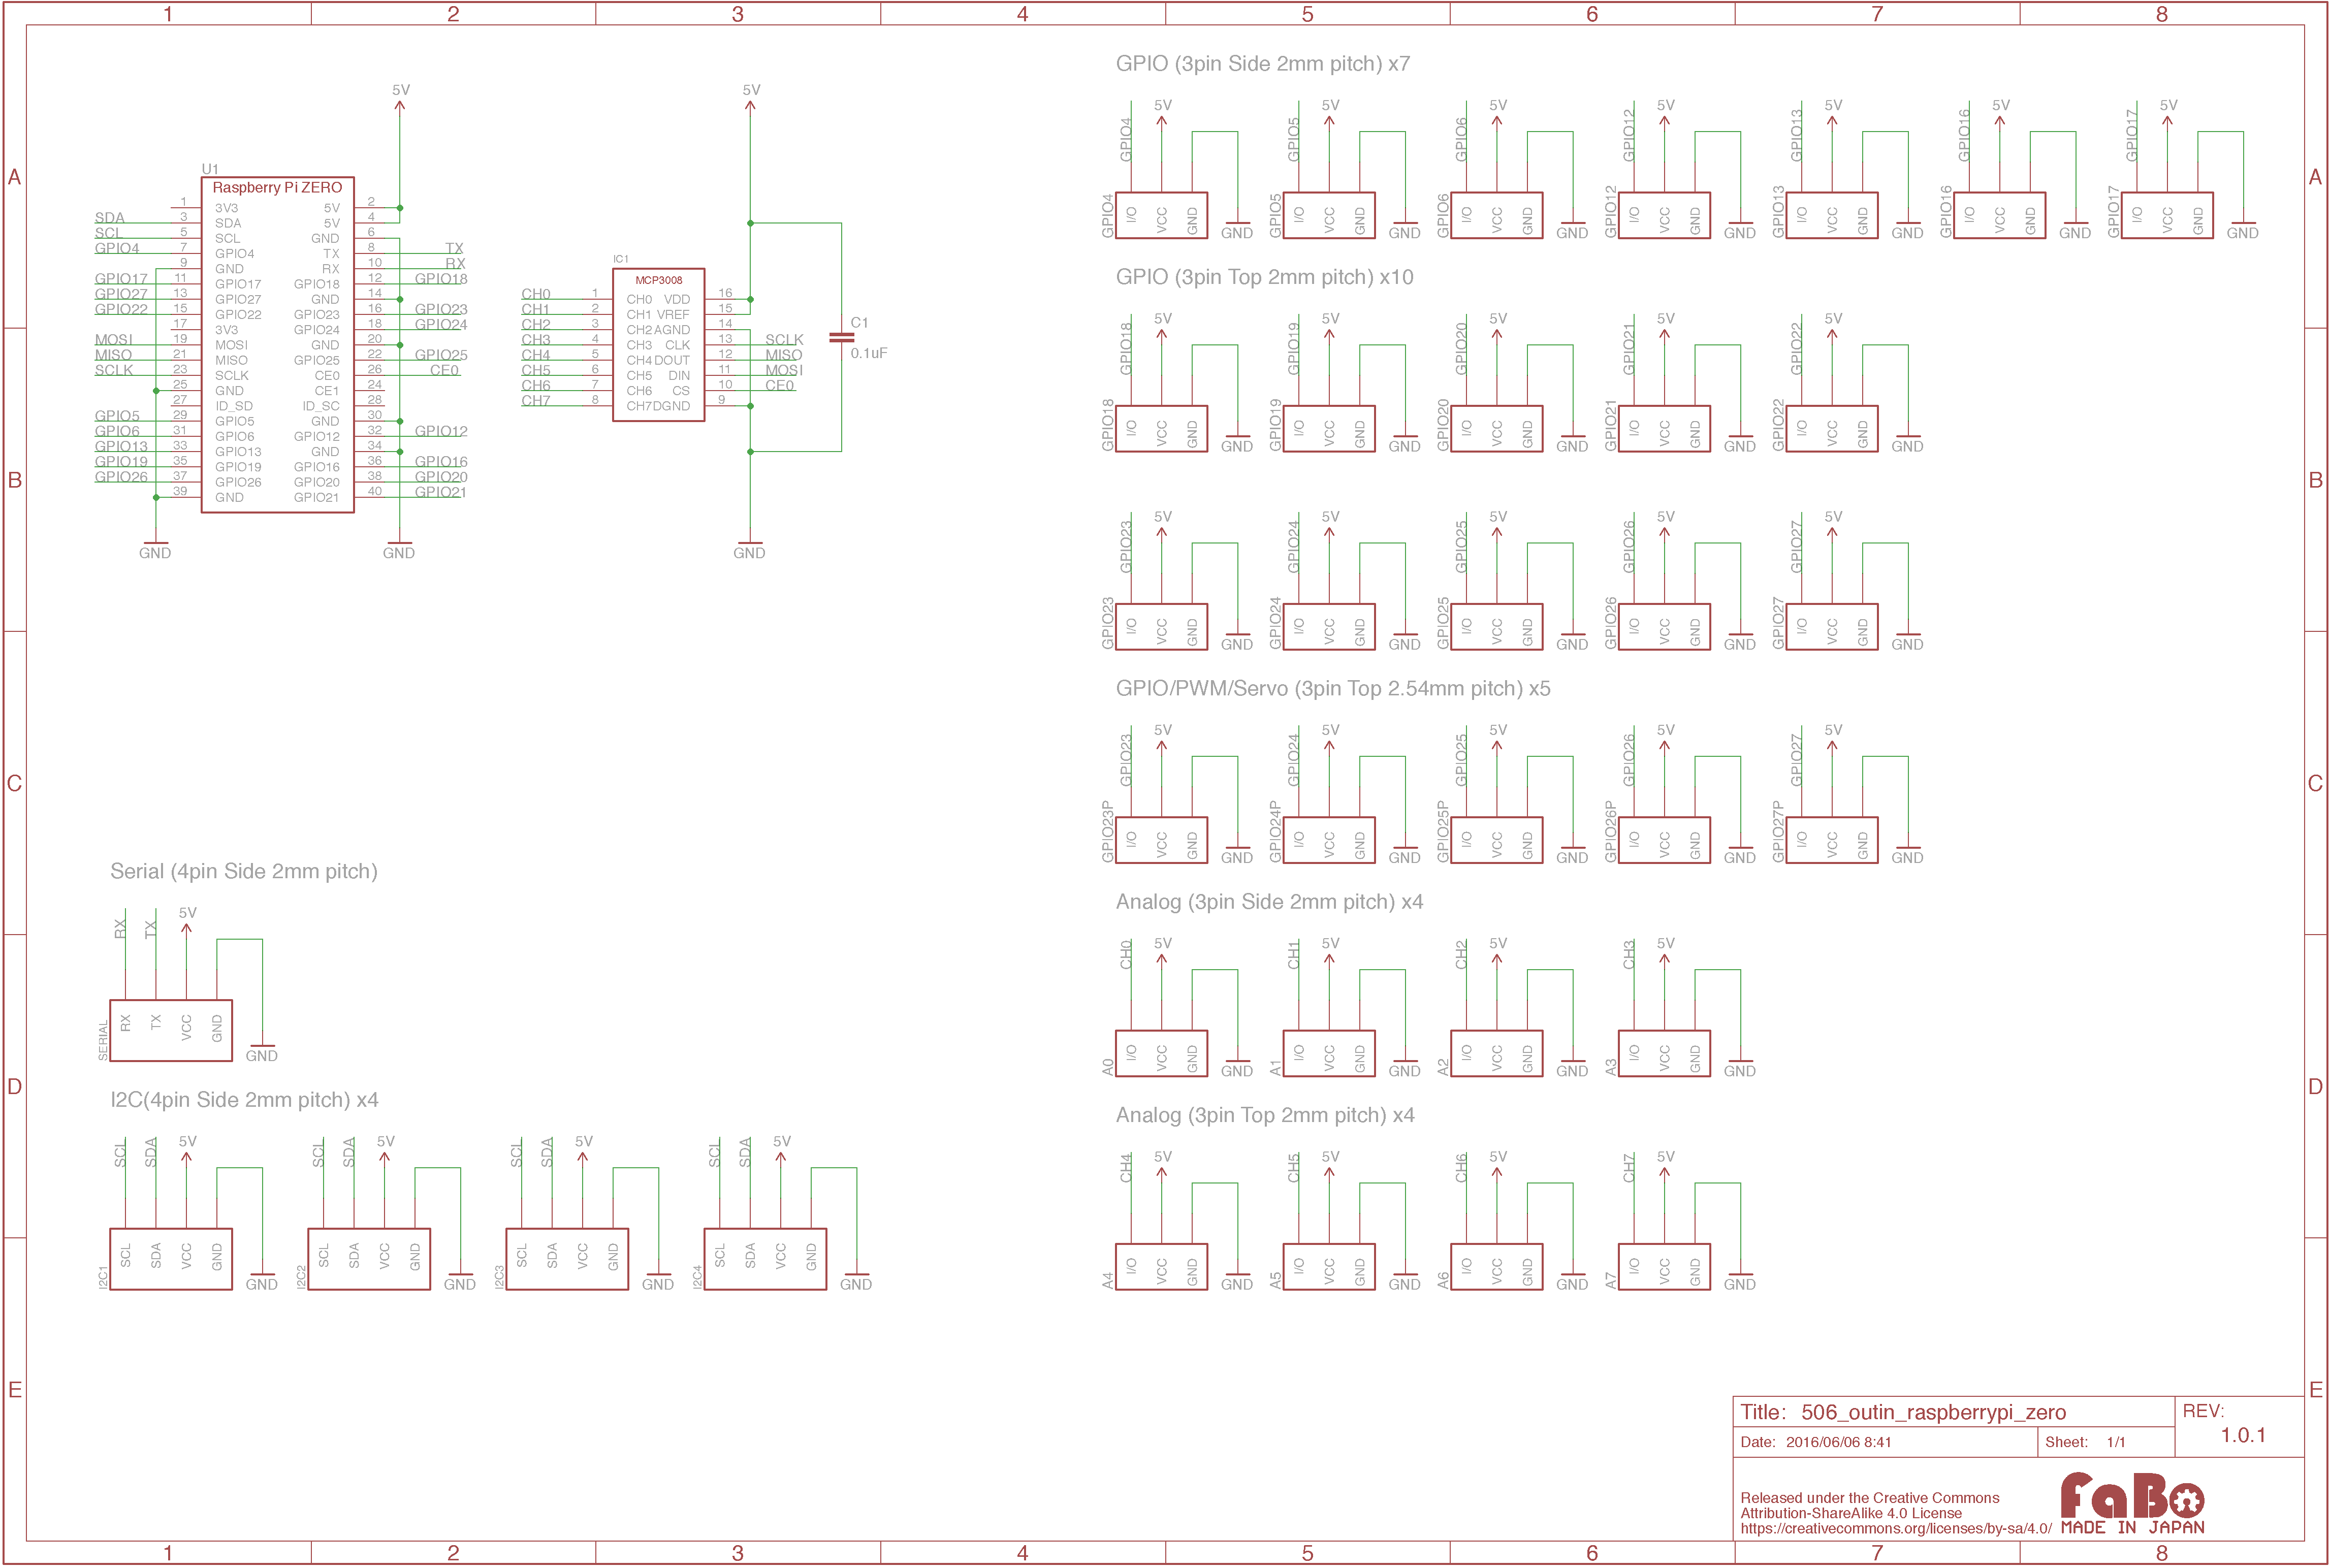 1 2 3 4 5 6 7 8
A A
B B
C C
D D
E E
5V
U1
Raspberry Pi ZERO
SDA 1 3V3 5V 2
SCL 3 SDA 5V 4
GPIO4 5 SCL GND 6
7 GPIO4 TX 8 TX
9 GND RX 10 RX
GPIO17 11 GPIO17 GPIO18 12 GPIO18
GPIO27 13 GPIO27 GND 14
GPIO22 15 GPIO22 GPIO23 16 GPIO23
17 3V3 GPIO24 18 GPIO24
MOSI 19 MOSI GND 20
MISO 21 MISO GPIO25 22 GPIO25
SCLK 23 SCLK CE0 26 CE0
25 GND CE1 24
27 ID_SD ID_SC 28
GPIO5 29 GPIO5 GND 30
GPIO6 31 GPIO6 GPIO12 32 GPIO12
GPIO13 33 GPIO13 GND 34
GPIO19 35 GPIO19 GPIO16 36 GPIO16
GPIO26 37 GPIO26 GPIO20 38 GPIO20
39 GND GPIO21 40 GPIO21
GND GND
5V
IC1
MCP3008
CH0 1 CH0 VDD 16
CH1 2 CH1 VREF 15
CH2 3 CH2 AGND 14
CH3 4 CH3 CLK 13 SCLK
CH4 5 CH4 DOUT 12 MISO
CH5 6 CH5 DIN 11 MOSI
CH6 7 CH6 CS 10 CE0
CH7 8 CH7 DGND 9
C1
0.1uF
GND
GPIO (3pin Side 2mm pitch) x7
GPIO4 5V GPIO4 I/O VCC GND GND
GPIO5 5V GPIO5 I/O VCC GND GND
GPIO6 5V GPIO6 I/O VCC GND GND
GPIO12 5V GPIO12 I/O VCC GND GND
GPIO13 5V GPIO13 I/O VCC GND GND
GPIO16 5V GPIO16 I/O VCC GND GND
GPIO17 5V GPIO17 I/O VCC GND GND
GPIO (3pin Top 2mm pitch) x10
GPIO18 5V GPIO18 I/O VCC GND GND
GPIO19 5V GPIO19 I/O VCC GND GND
GPIO20 5V GPIO20 I/O VCC GND GND
GPIO21 5V GPIO21 I/O VCC GND GND
GPIO22 5V GPIO22 I/O VCC GND GND
GPIO23 5V GPIO23 I/O VCC GND GND
GPIO24 5V GPIO24 I/O VCC GND GND
GPIO25 5V GPIO25 I/O VCC GND GND
GPIO26 5V GPIO26 I/O VCC GND GND
GPIO27 5V GPIO27 I/O VCC GND GND
GPIO/PWM/Servo (3pin Top 2.54mm pitch) x5
GPIO23 5V GPIO23P I/O VCC GND GND
GPIO24 5V GPIO24P I/O VCC GND GND
GPIO25 5V GPIO25P I/O VCC GND GND
GPIO26 5V GPIO26P I/O VCC GND GND
GPIO27 5V GPIO27P I/O VCC GND GND
Analog (3pin Side 2mm pitch) x4
CH0 5V A0 I/O VCC GND GND
CH1 5V A1 I/O VCC GND GND
CH2 5V A2 I/O VCC GND GND
CH3 5V A3 I/O VCC GND GND
Analog (3pin Top 2mm pitch) x4
CH4 5V A4 I/O VCC GND GND
CH5 5V A5 I/O VCC GND GND
CH6 5V A6 I/O VCC GND GND
CH7 5V A7 I/O VCC GND GND
Serial (4pin Side 2mm pitch)
RX TX 5V SERIAL RX TX VCC GND GND
I2C(4pin Side 2mm pitch) x4
SCL SDA 5V I2C1 SCL SDA VCC GND GND
SCL SDA 5V I2C2 SCL SDA VCC GND GND
SCL SDA 5V I2C3 SCL SDA VCC GND GND
SCL SDA 5V I2C4 SCL SDA VCC GND GND
Title: 506_outin_raspberrypi_zero
REV:
1.0.1
Date: 2016/06/06 8:41
Sheet: 1/1
Released under the Creative Commons
Attribution-ShareAlike 4.0 License
https://creativecommons.org/licenses/by-sa/4.0/
FaBo
MADE IN JAPAN
1 2 3 4 5 6 7 8